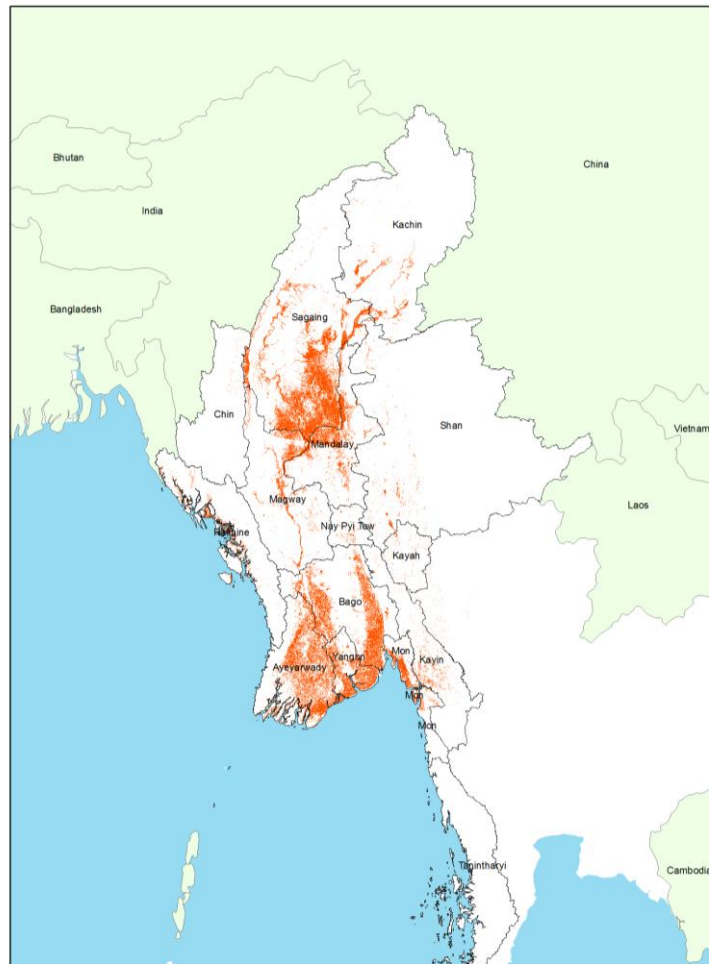 Bhutan
China
India
Kachin
Bangladesh
Sagaing
Chin
Shan
Vietnam
Mandalay
Magway
Laos
Nay Pyi Taw
Rakhine
Kayah
Bago
Yangon
Mon
Kayin
Ayeyarwady
Mon
Mon
Tanintharyi
Cambodia